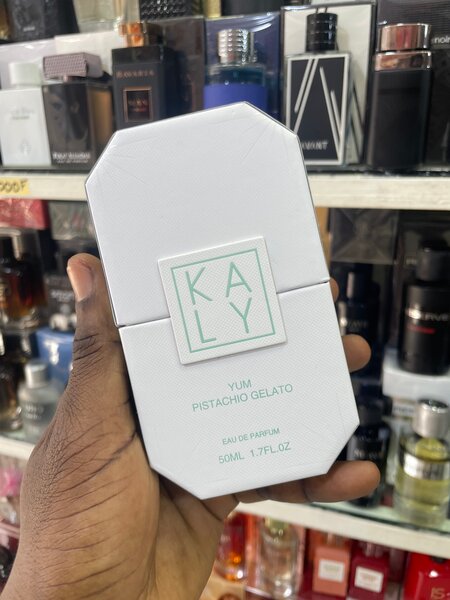 KA
LY
YUM
PISTACHIO GELATO
EAU DE PARFUM
50ML 1.7FL.OZ